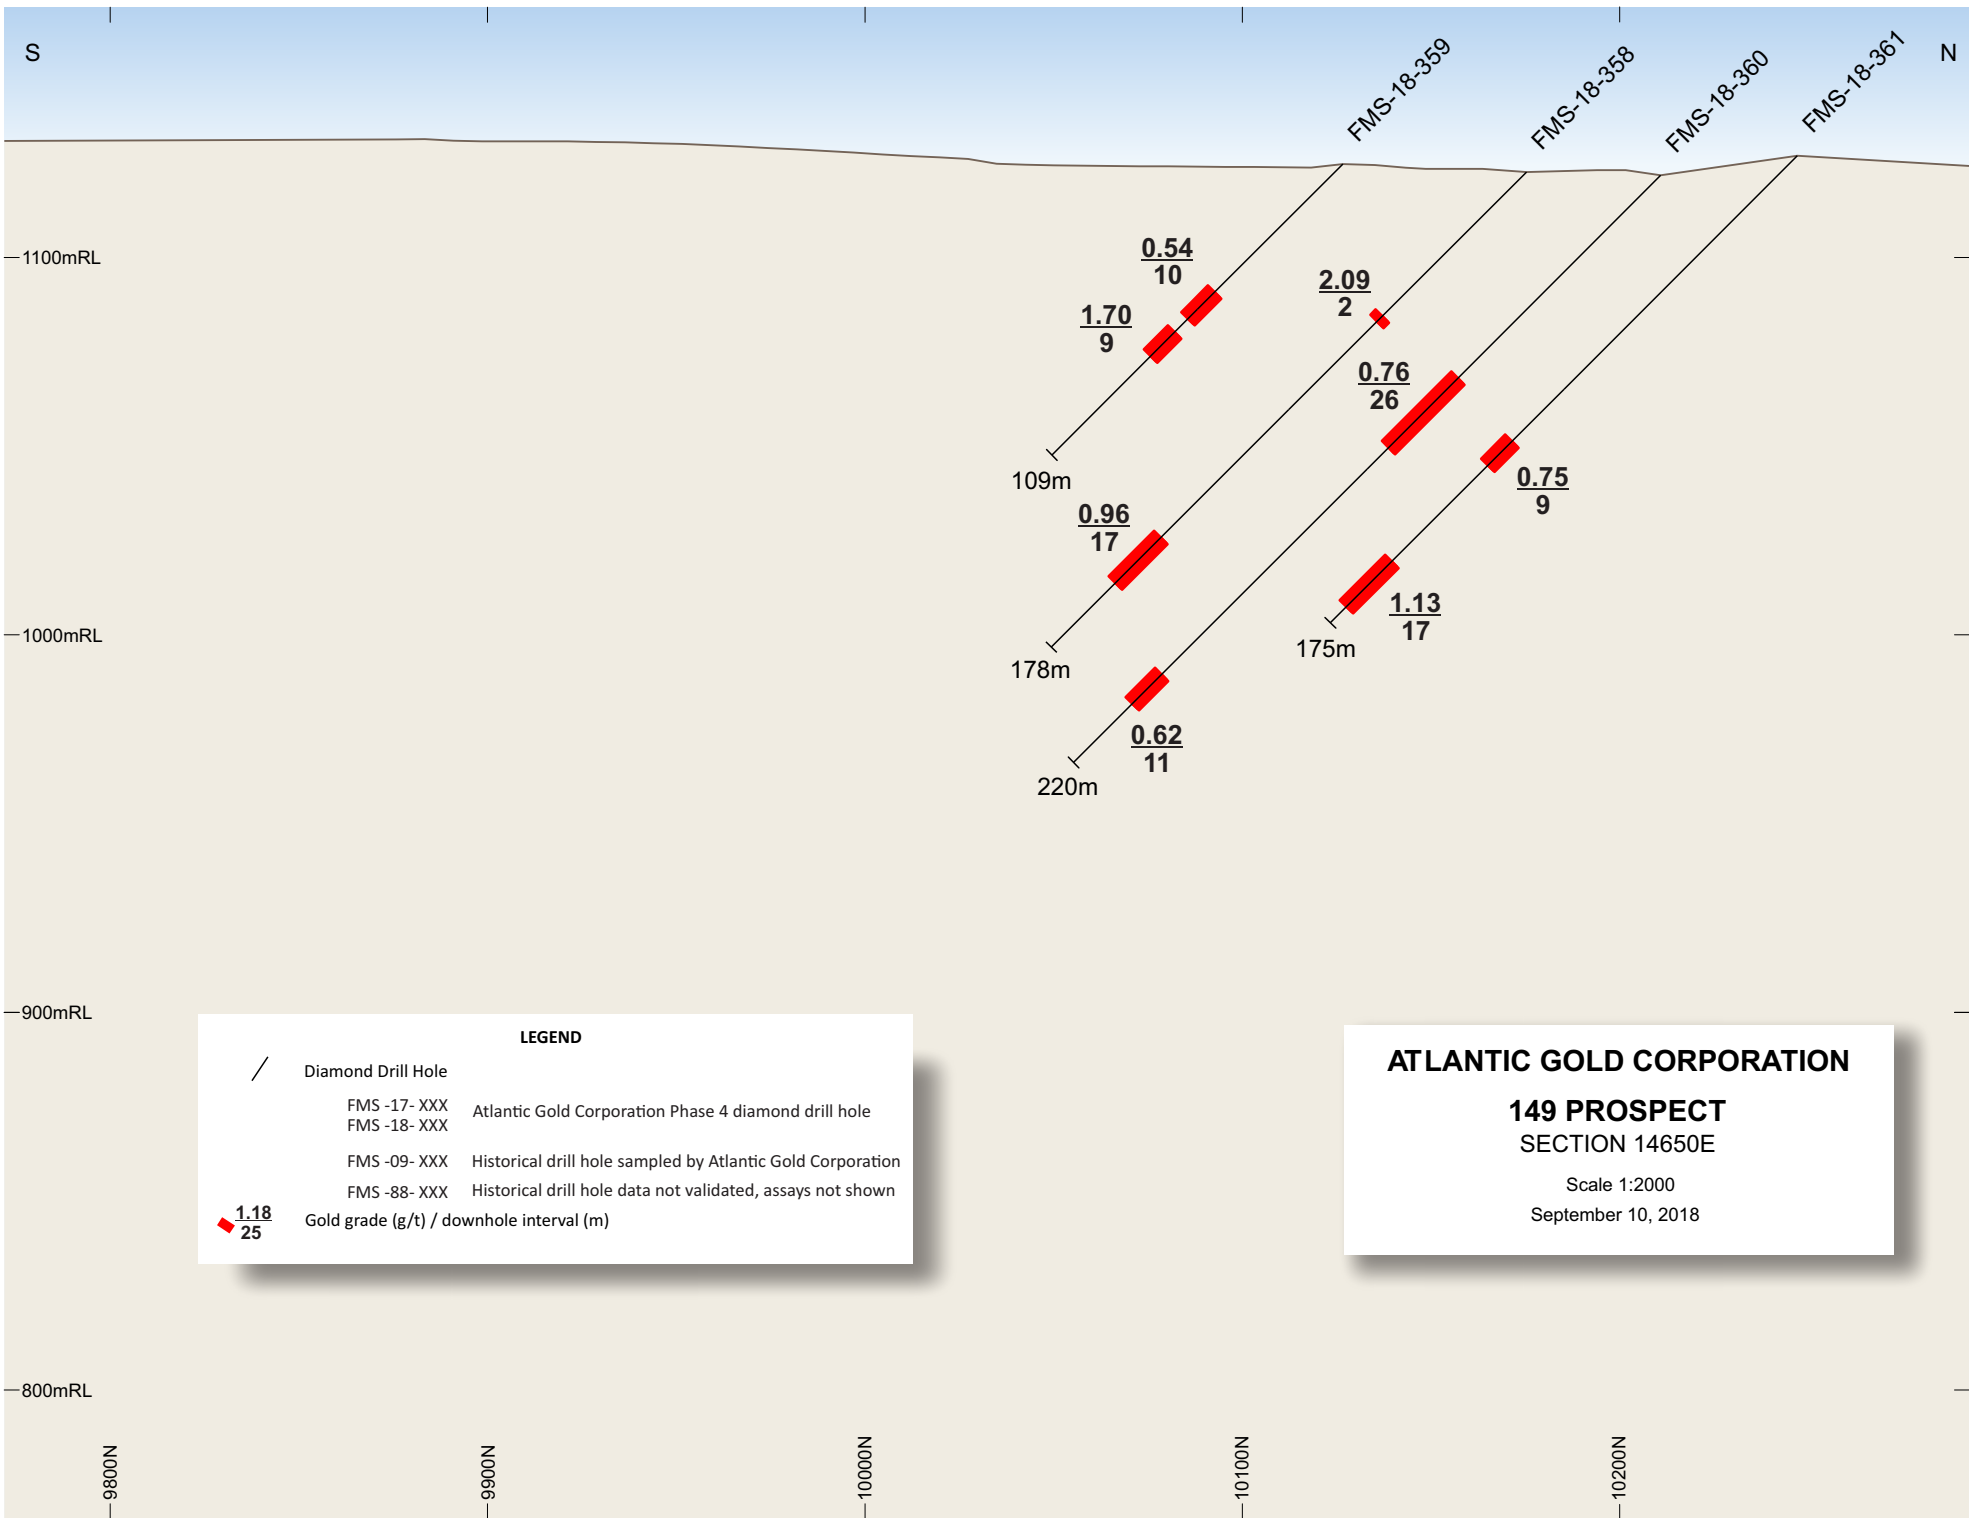 S
N
FMS-18-359
FMS-18-358
FMS-18-360
FMS-18-361
1100mRL
0.54
10
1.70
9
2.09
2
0.76
26
109m
0.75
9
0.96
17
1.13
17
1000mRL
178m
175m
0.62
11
220m
900mRL
LEGEND
Diamond Drill Hole
FMS -17- XXX
FMS -18- XXX
Atlantic Gold Corporation Phase 4 diamond drill hole
FMS -09- XXX Historical drill hole sampled by Atlantic Gold Corporation
FMS -88- XXX Historical drill hole data not validated, assays not shown
1.18
25
Gold grade (g/t) / downhole interval (m)
ATLANTIC GOLD CORPORATION
149 PROSPECT
SECTION 14650E
Scale 1:2000
September 10, 2018
800mRL
9800N
9900N
10000N
10100N
10200N